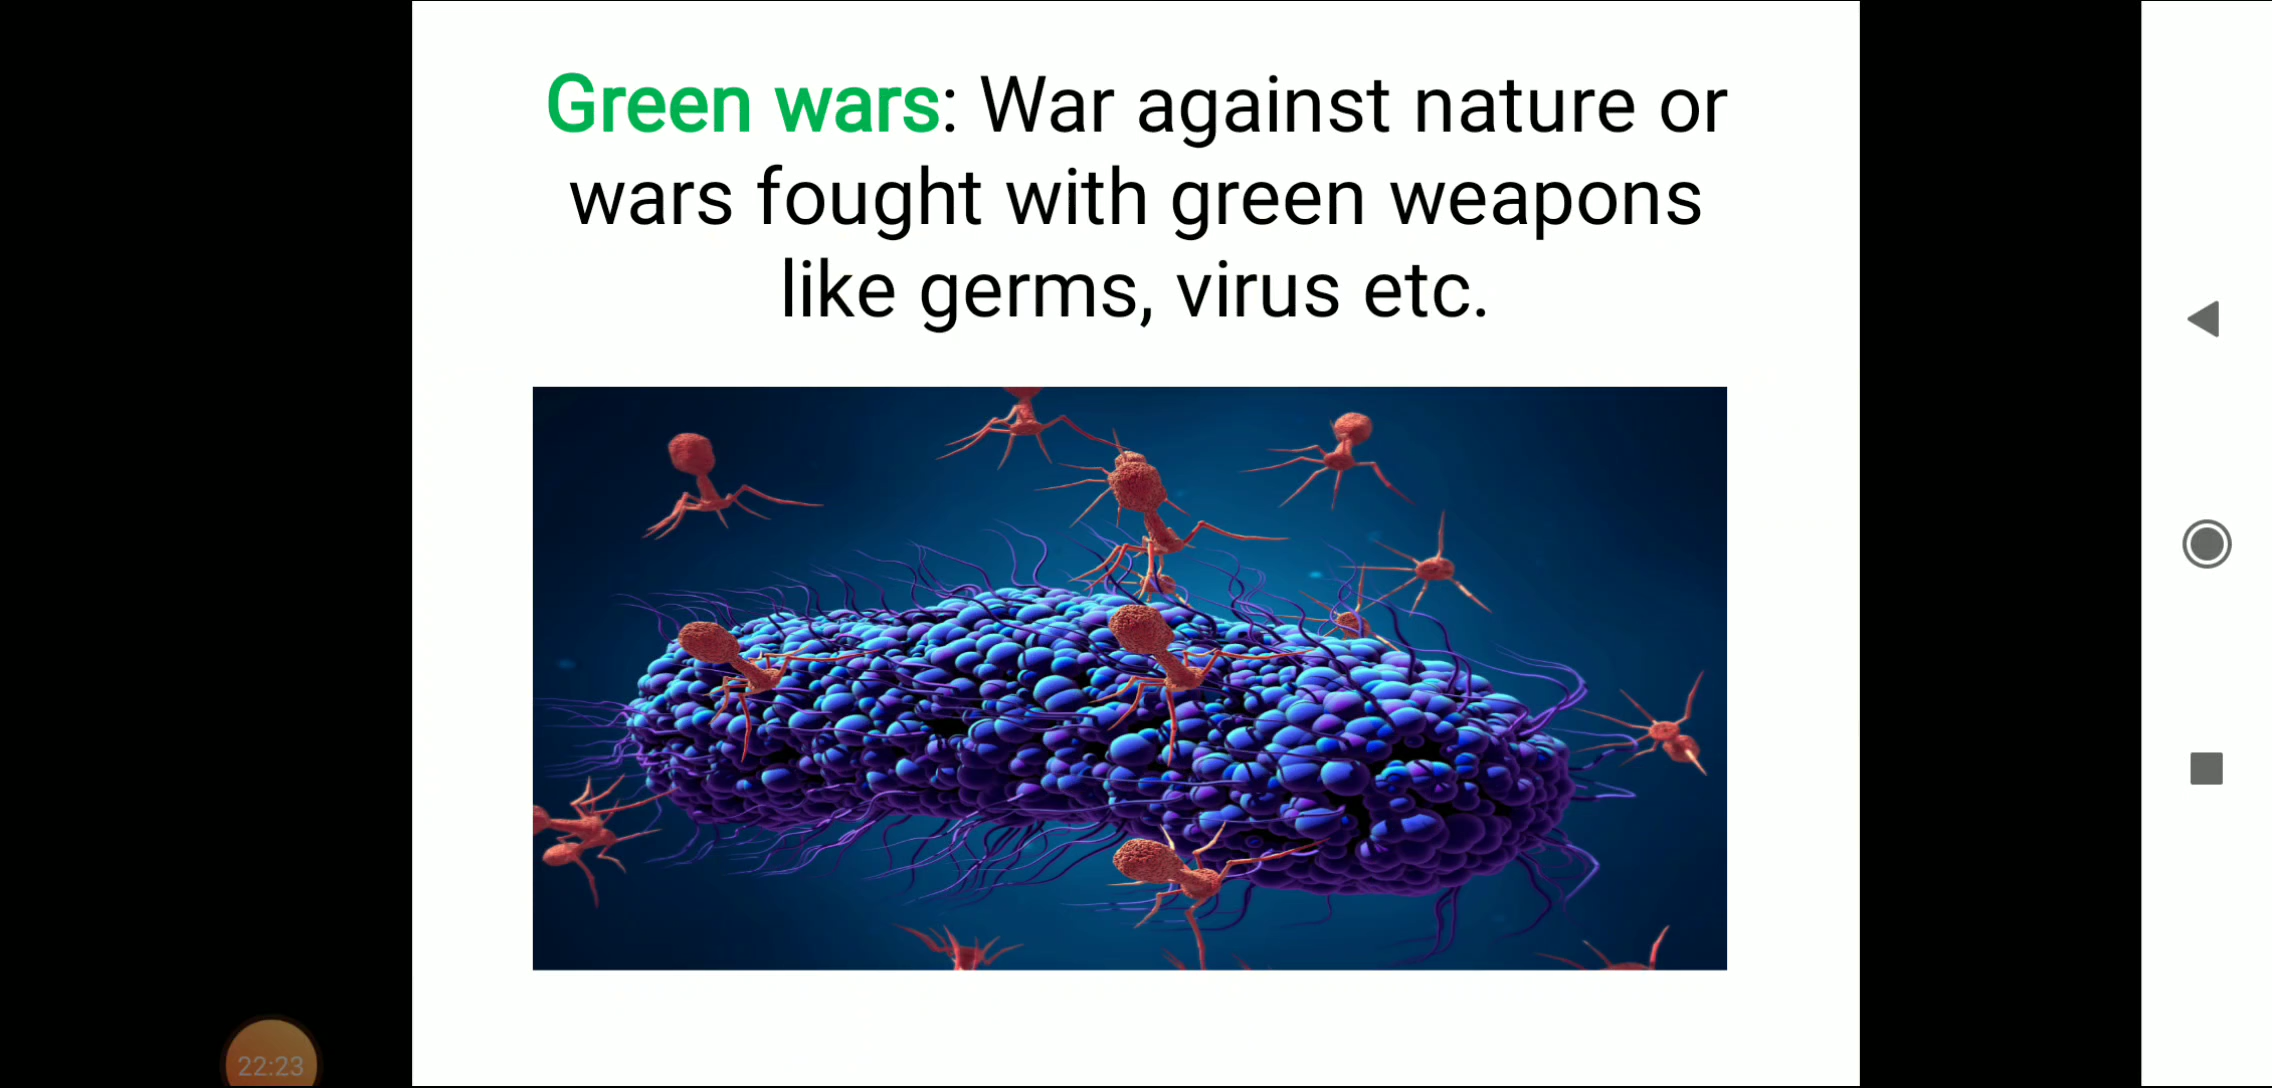 Green wars: War against nature or
wars fought with green weapons
like germs, virus etc.
22:23